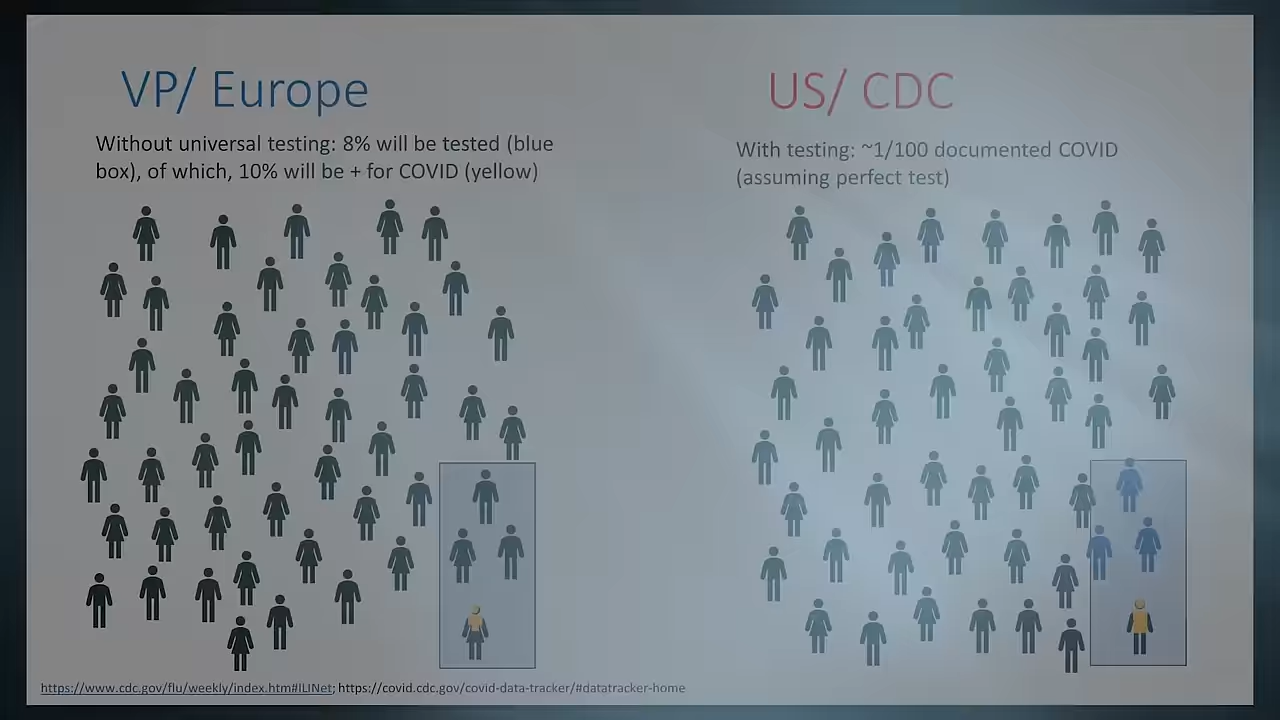 VP/ Europe
Without universal testing: 8% will be tested (blue
box), of which, 10% will be + for COVID (yellow)
US/ CDC
With testing: ~1/100 documented COVID
(assuming perfect test)
https://www.cdc.gov/flu/weekly/index.htm#ILINet; https://covid.cdc.gov/covid-data-tracker/#datatracker-home